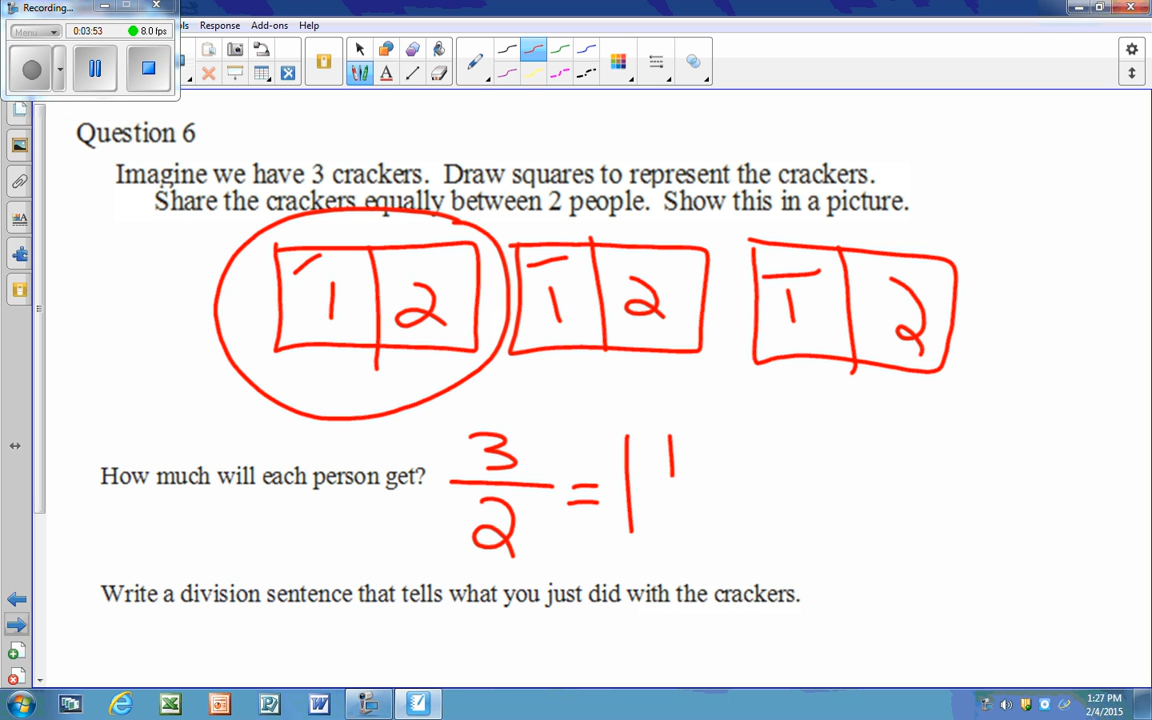 Recording...
Menu
0:03:53
8.0 fps
Response Add-ons Help
Question 6
Imagine we have 3 crackers. Draw squares to represent the crackers.
Share the crackers equally between 2 people. Show this in a picture.
1 2 1 2 1 2
How much will each person get? 3/2 = 1 1
Write a division sentence that tells what you just did with the crackers.
1:27 PM
2/4/2015